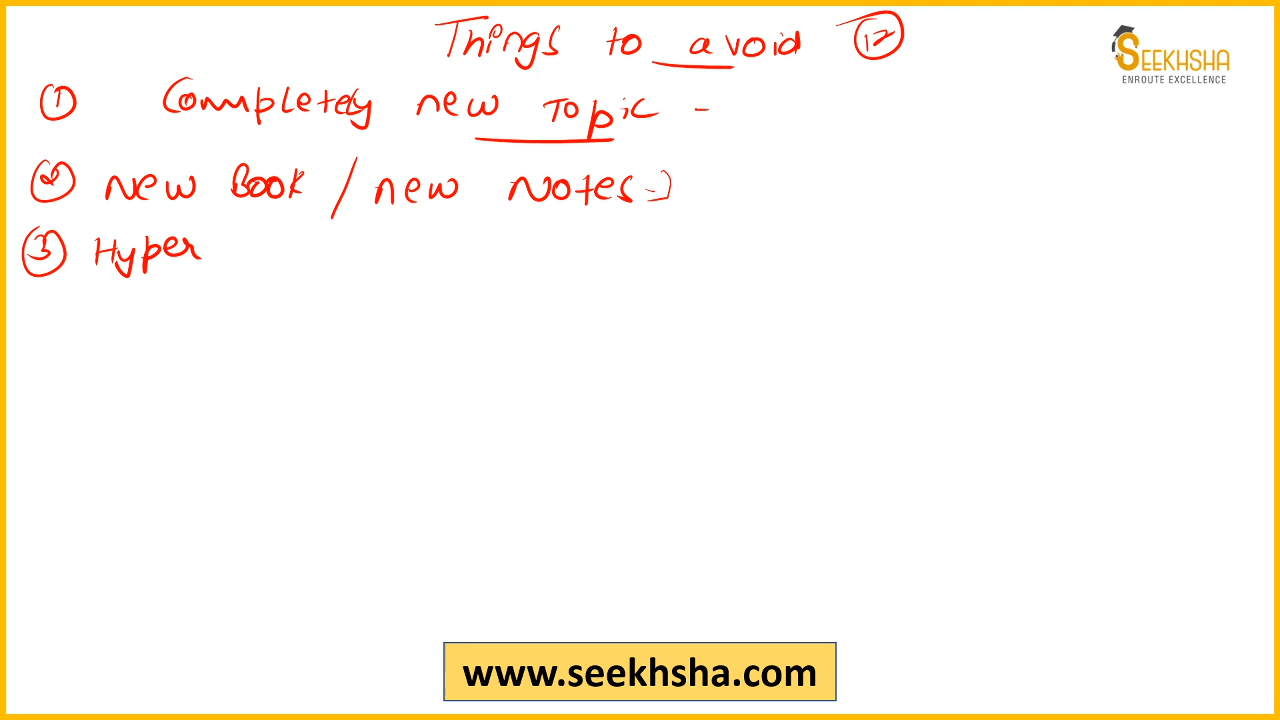 Things to avoid 12
SEEKHSHA
ENROUTE EXCELLENCE
① Completely new Topic -
② New Book / new Notes
③ Hyper
www.seekhsha.com